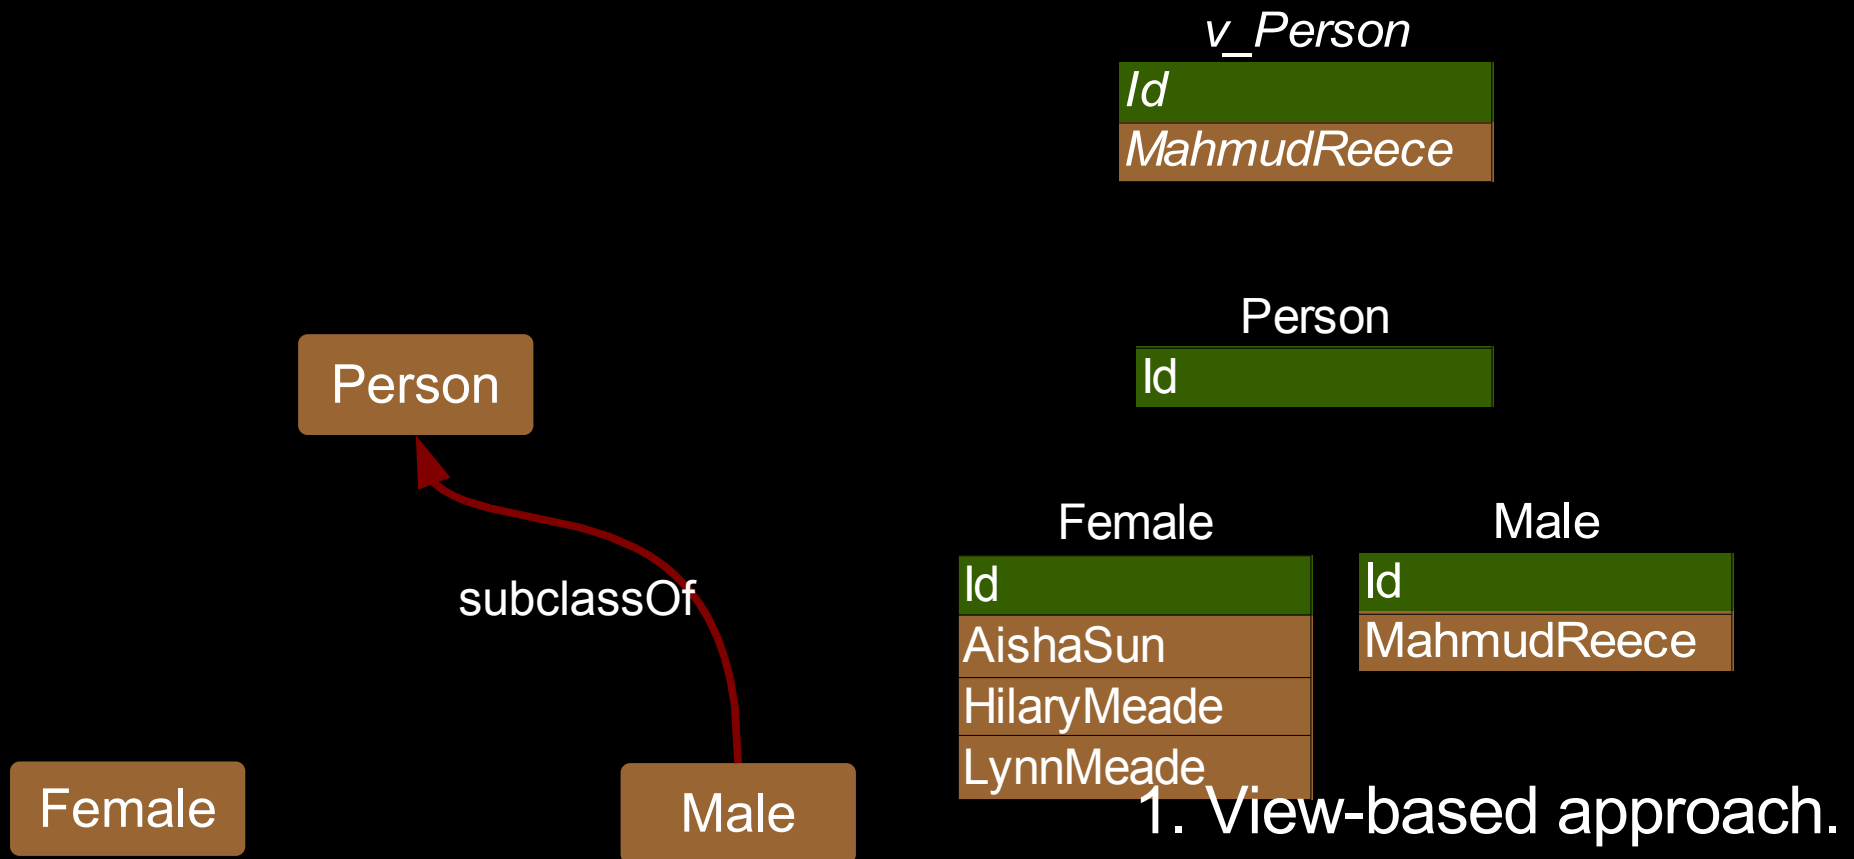 v_Person
Id
MahmudReece
Person
Id
Person
subclassOf
Female
Male
Female
Id
AishaSun
HilaryMeade
LynnMeade
Male
Id
MahmudReece
1. View-based approach.